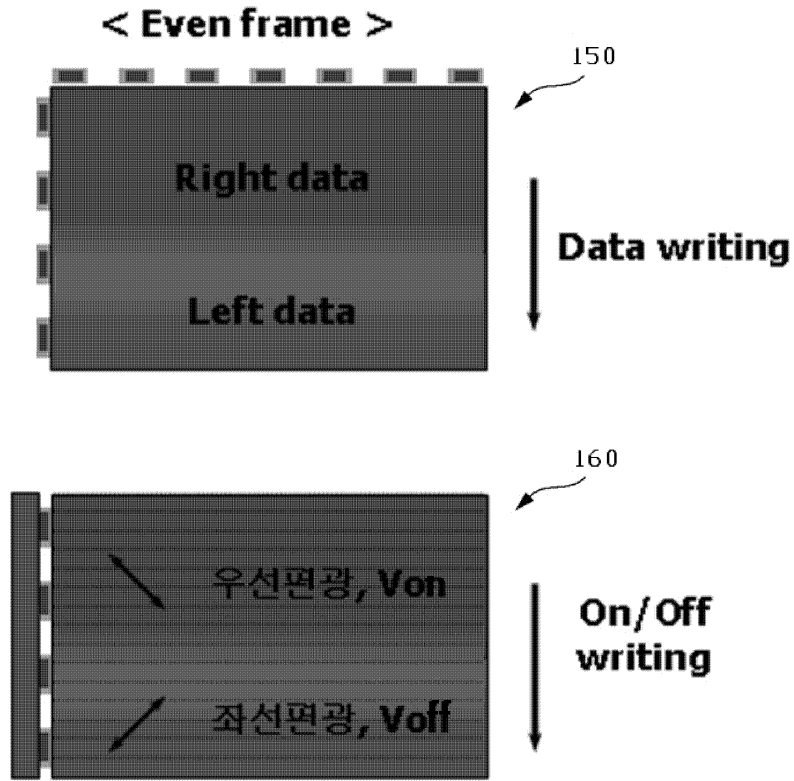 < Even frame >
150
Right data
Data writing
Left data
160
우선편광, Von
On/Off
writing
좌선편광, Voff